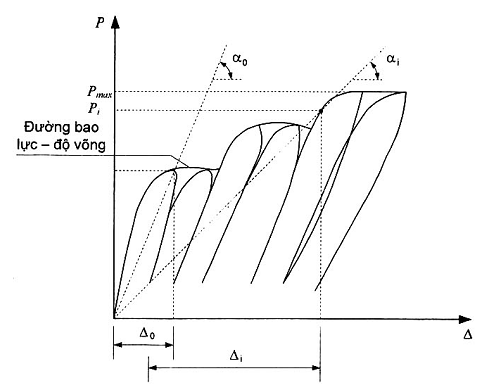 P
α₀
αᵢ
Pmax
Pᵢ
Đường bao
lực – độ võng
Δ
Δ₀
Δᵢ